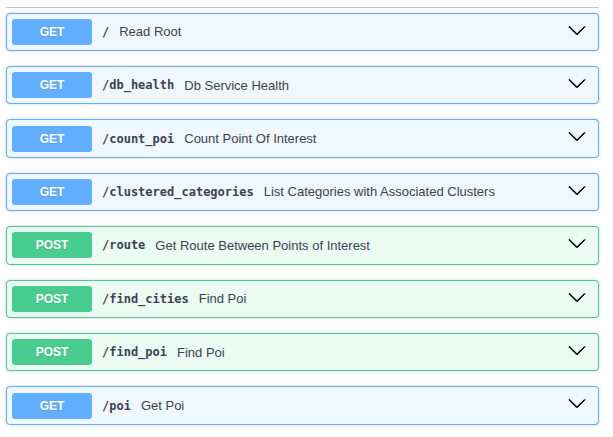 GET / Read Root
GET /db_health Db Service Health
GET /count_poi Count Point Of Interest
GET /clustered_categories List Categories with Associated Clusters
POST /route Get Route Between Points of Interest
POST /find_cities Find Poi
POST /find_poi Find Poi
GET /poi Get Poi